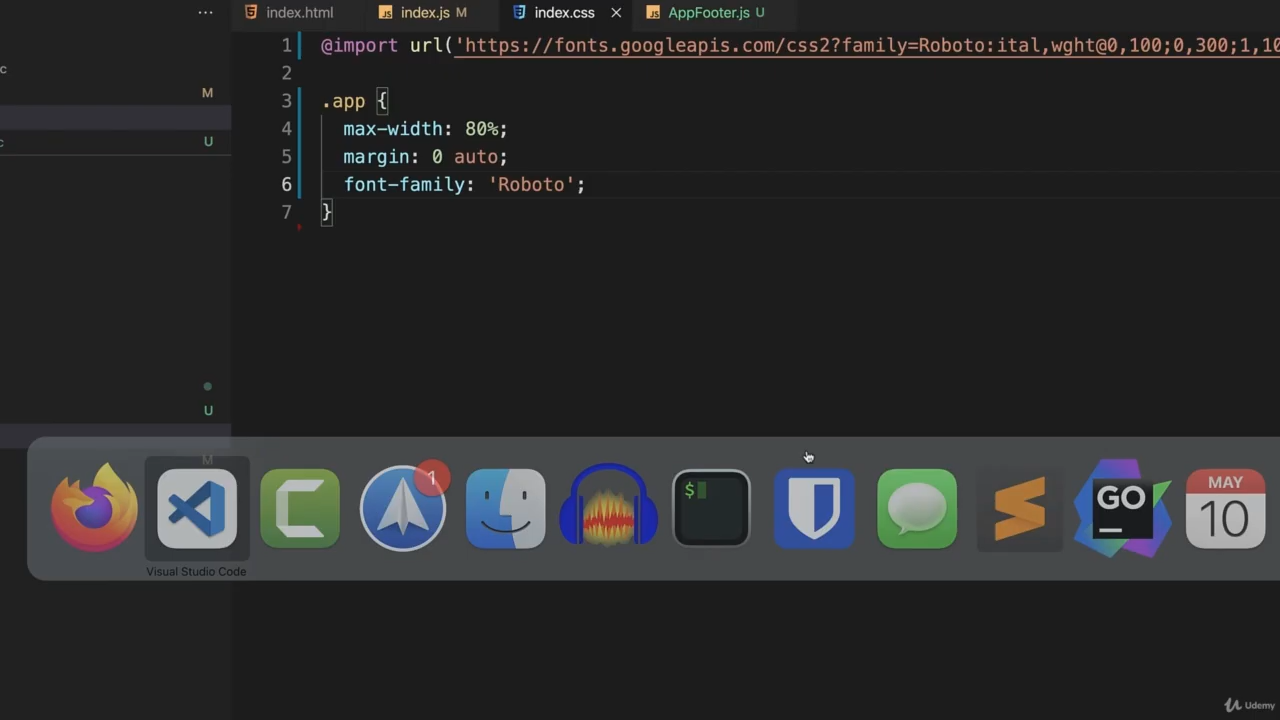 index.html
index.js M
index.css
AppFooter.js U
1 @import url('https://fonts.googleapis.com/css2?family=Roboto:ital,wght@0,100;0,300;1,10
2
3 .app {
4 max-width: 80%;
5 margin: 0 auto;
6 font-family: 'Roboto';
7 }
c
M
c
U
U
M
1
$
GO
MAY
10
Visual Studio Code
Udemy